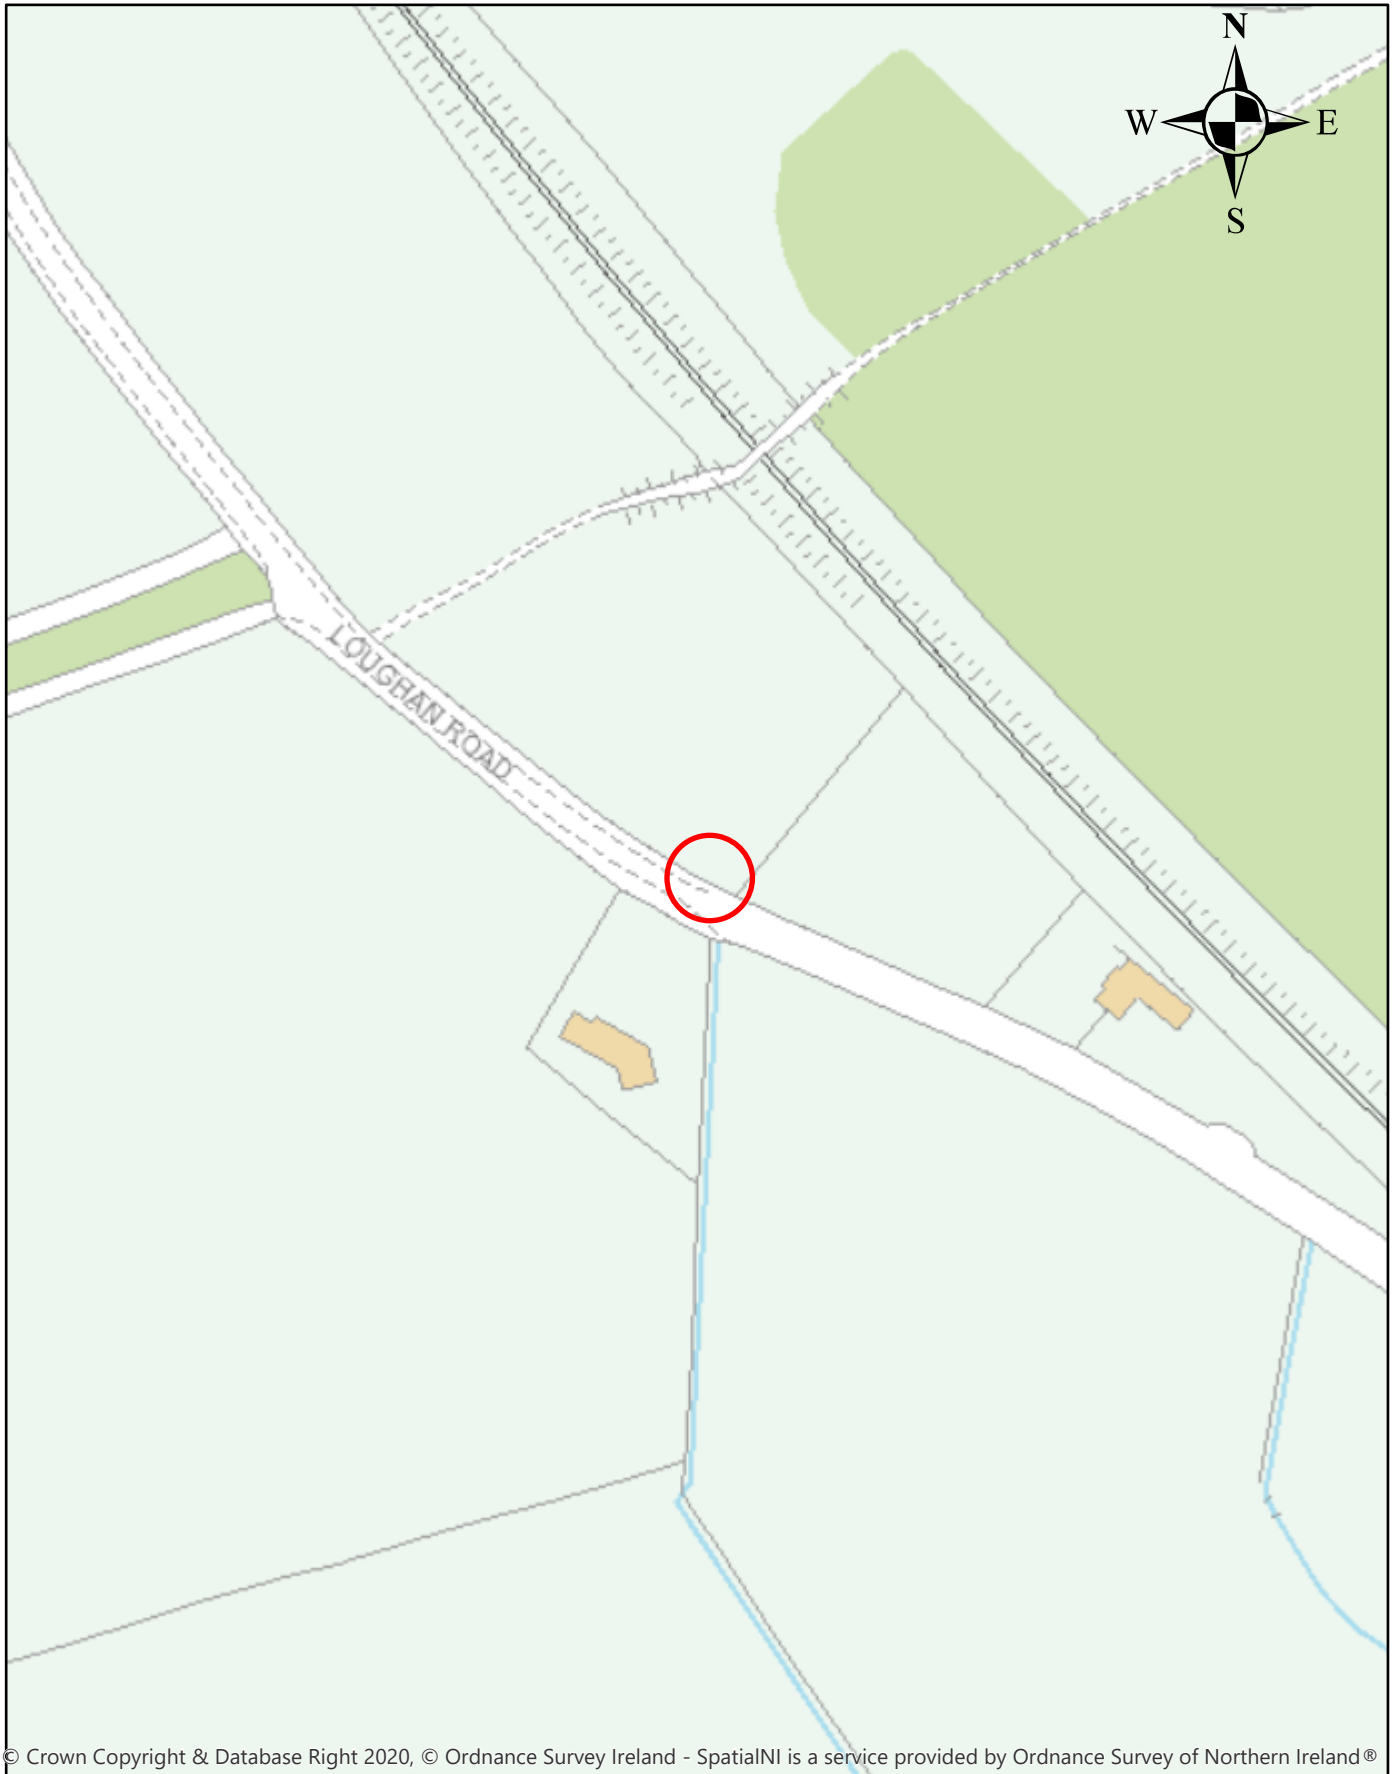 N
W E
S
LOUGHAN ROAD
© Crown Copyright & Database Right 2020, © Ordnance Survey Ireland - SpatialNI is a service provided by Ordnance Survey of Northern Ireland®